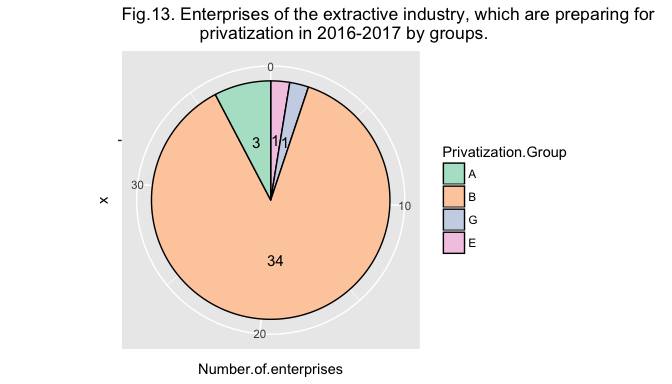 Fig.13. Enterprises of the extractive industry, which are preparing for
privatization in 2016-2017 by groups.
0
3
1
1
Privatization.Group
A
B
G
E
-
30
x
10
34
20
Number.of.enterprises